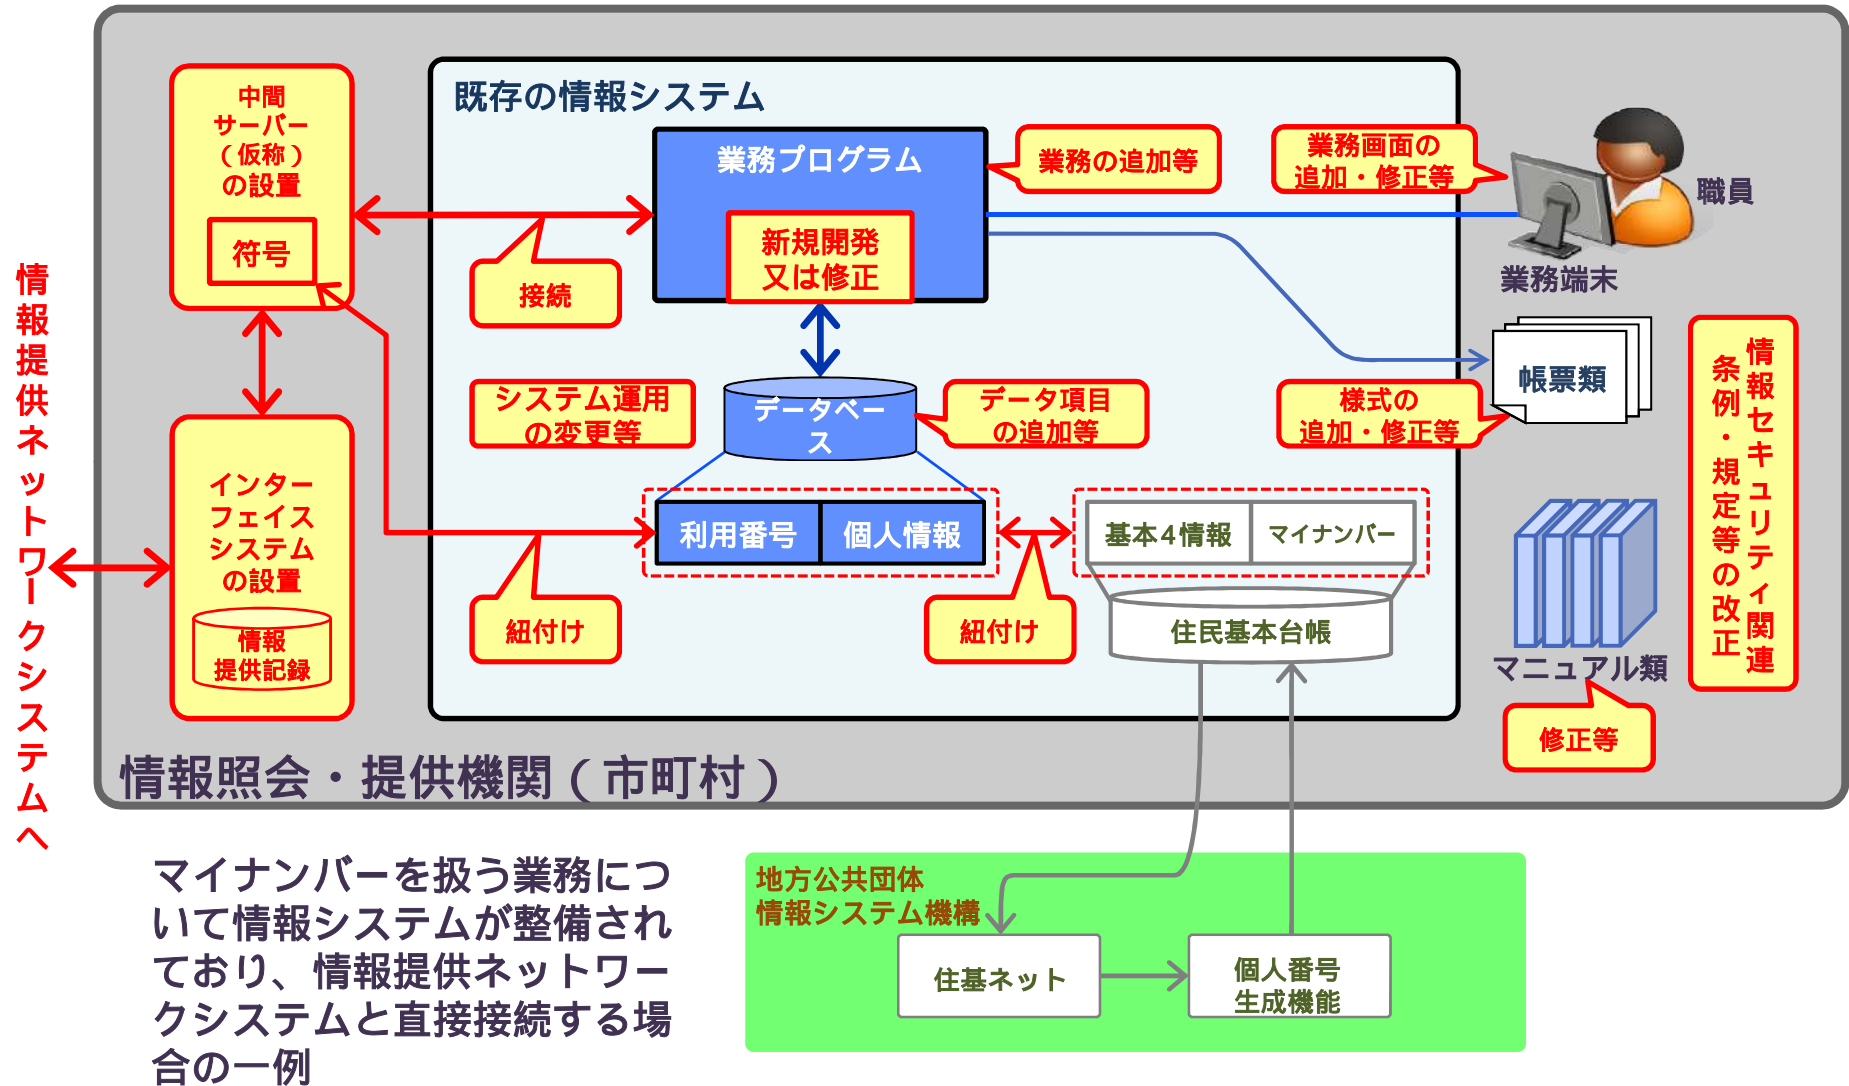 情報提供ネットワークシステムへ
中間
サーバー
（仮称）
の設置
符号
インター
フェイス
システム
の設置
情報
提供記録
既存の情報システム
業務プログラム
新規開発
又は修正
業務の追加等
業務画面の
追加・修正等
職員
業務端末
接続
システム運用
の変更等
データベー
ス
データ項目
の追加等
様式の
追加・修正等
帳票類
情報セキュリティ関連
条例・規定等の改正
利用番号
個人情報
基本4情報
マイナンバー
紐付け
紐付け
住民基本台帳
マニュアル類
修正等
情報照会・提供機関（市町村）
マイナンバーを扱う業務につ
いて情報システムが整備され
ており、情報提供ネットワー
クシステムと直接接続する場
合の一例
地方公共団体
情報システム機構
住基ネット
個人番号
生成機能